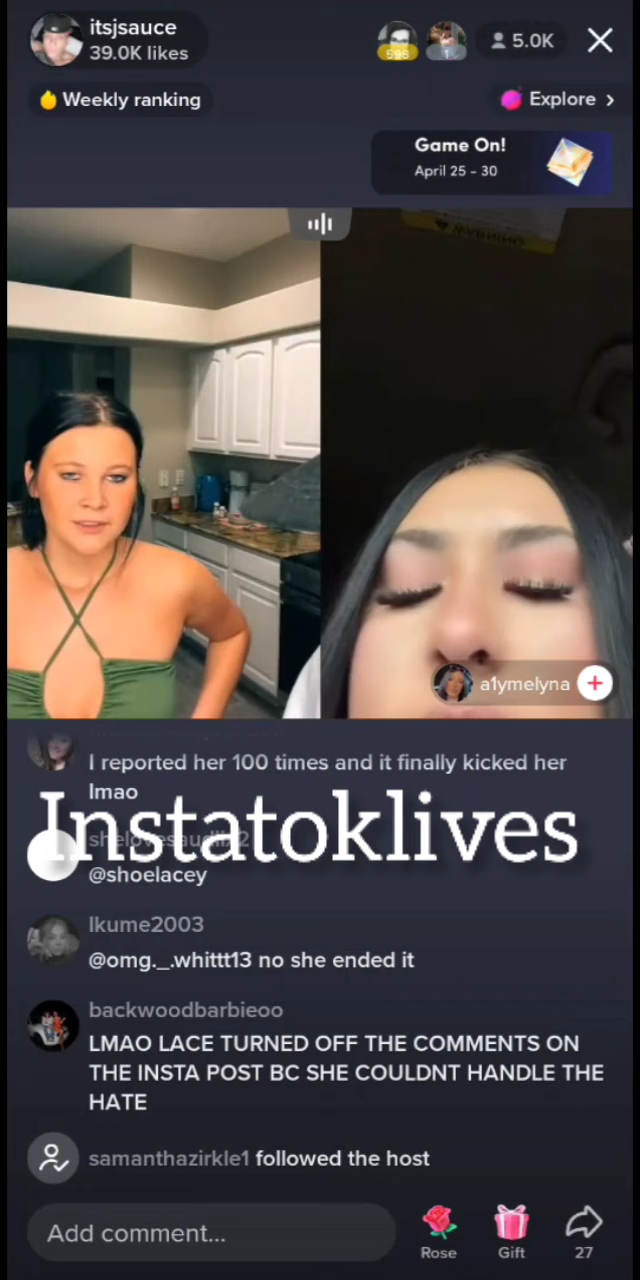 itsjsauce
39.0K likes
596
1
5.0K
Weekly ranking
Explore >
Game On!
April 25 - 30
a1ymelyna
I reported her 100 times and it finally kicked her
lmao
Instatoklives
@shoelacey
lkume2003
@omg._.whittt13 no she ended it
backwoodbarbieoo
LMAO LACE TURNED OFF THE COMMENTS ON
THE INSTA POST BC SHE COULDNT HANDLE THE
HATE
samanthazirkle1 followed the host
Add comment...
Rose
Gift
27